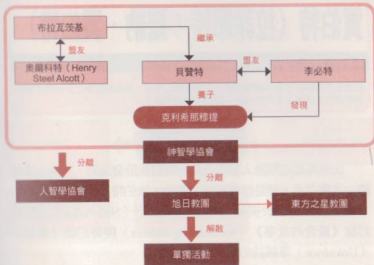 布拉瓦茨基
繼承
盟友
奧爾科特（Henry
Steel Alcott）
貝贊特
盟友
李必特
養子
發現
克利希那穆提
神智學協會
分離
分離
人智學協會
旭日教團
東方之星教團
解散
單獨活動